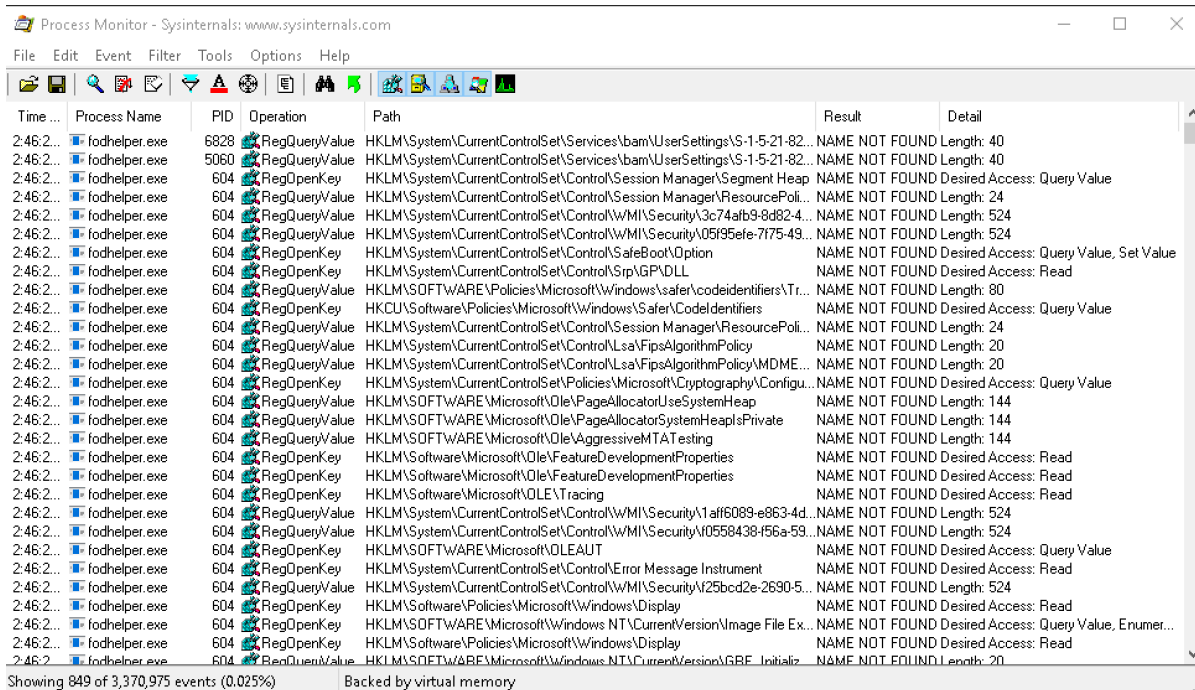 Process Monitor - Sysinternals: www.sysinternals.com
File Edit Event Filter Tools Options Help
Time ... Process Name PID Operation Path Result Detail
2:46:2... fodhelper.exe 6828 RegQueryValue HKLM\System\CurrentControlSet\Services\bam\UserSettings\S-1-5-21-82... NAME NOT FOUND Length: 40
2:46:2... fodhelper.exe 5060 RegQueryValue HKLM\System\CurrentControlSet\Services\bam\UserSettings\S-1-5-21-82... NAME NOT FOUND Length: 40
2:46:2... fodhelper.exe 604 RegOpenKey HKLM\System\CurrentControlSet\Control\Session Manager\Segment Heap NAME NOT FOUND Desired Access: Query Value
2:46:2... fodhelper.exe 604 RegQueryValue HKLM\System\CurrentControlSet\Control\Session Manager\ResourcePoli... NAME NOT FOUND Length: 24
2:46:2... fodhelper.exe 604 RegQueryValue HKLM\System\CurrentControlSet\Control\WMI\Security\3c74afb9-8d82-4... NAME NOT FOUND Length: 524
2:46:2... fodhelper.exe 604 RegQueryValue HKLM\System\CurrentControlSet\Control\WMI\Security\05f95efe-7f75-49... NAME NOT FOUND Length: 524
2:46:2... fodhelper.exe 604 RegOpenKey HKLM\System\CurrentControlSet\Control\SafeBoot\Option NAME NOT FOUND Desired Access: Query Value, Set Value
2:46:2... fodhelper.exe 604 RegOpenKey HKLM\System\CurrentControlSet\Control\Srp\GP\DLL NAME NOT FOUND Desired Access: Read
2:46:2... fodhelper.exe 604 RegQueryValue HKLM\SOFTWARE\Policies\Microsoft\Windows\safer\codeidentifiers\Tr... NAME NOT FOUND Length: 80
2:46:2... fodhelper.exe 604 RegOpenKey HKCU\Software\Policies\Microsoft\Windows\Safer\CodeIdentifiers NAME NOT FOUND Desired Access: Query Value
2:46:2... fodhelper.exe 604 RegQueryValue HKLM\System\CurrentControlSet\Control\Session Manager\ResourcePoli... NAME NOT FOUND Length: 24
2:46:2... fodhelper.exe 604 RegQueryValue HKLM\System\CurrentControlSet\Control\Lsa\FipsAlgorithmPolicy NAME NOT FOUND Length: 20
2:46:2... fodhelper.exe 604 RegQueryValue HKLM\System\CurrentControlSet\Control\Lsa\FipsAlgorithmPolicy\MDME... NAME NOT FOUND Length: 20
2:46:2... fodhelper.exe 604 RegOpenKey HKLM\System\CurrentControlSet\Policies\Microsoft\Cryptography\Configu... NAME NOT FOUND Desired Access: Query Value
2:46:2... fodhelper.exe 604 RegQueryValue HKLM\SOFTWARE\Microsoft\Ole\PageAllocatorUseSystemHeap NAME NOT FOUND Length: 144
2:46:2... fodhelper.exe 604 RegQueryValue HKLM\SOFTWARE\Microsoft\Ole\PageAllocatorSystemHeapIsPrivate NAME NOT FOUND Length: 144
2:46:2... fodhelper.exe 604 RegQueryValue HKLM\SOFTWARE\Microsoft\Ole\AggressiveMTATesting NAME NOT FOUND Length: 144
2:46:2... fodhelper.exe 604 RegOpenKey HKLM\Software\Microsoft\Ole\FeatureDevelopmentProperties NAME NOT FOUND Desired Access: Read
2:46:2... fodhelper.exe 604 RegOpenKey HKLM\Software\Microsoft\Ole\FeatureDevelopmentProperties NAME NOT FOUND Desired Access: Read
2:46:2... fodhelper.exe 604 RegOpenKey HKLM\Software\Microsoft\OLE\Tracing NAME NOT FOUND Desired Access: Read
2:46:2... fodhelper.exe 604 RegQueryValue HKLM\System\CurrentControlSet\Control\WMI\Security\1aff6089-e863-4d... NAME NOT FOUND Length: 524
2:46:2... fodhelper.exe 604 RegQueryValue HKLM\System\CurrentControlSet\Control\WMI\Security\f0558438-f56a-59... NAME NOT FOUND Length: 524
2:46:2... fodhelper.exe 604 RegOpenKey HKLM\SOFTWARE\Microsoft\OLEAUT NAME NOT FOUND Desired Access: Query Value
2:46:2... fodhelper.exe 604 RegOpenKey HKLM\System\CurrentControlSet\Control\Error Message Instrument NAME NOT FOUND Desired Access: Read
2:46:2... fodhelper.exe 604 RegQueryValue HKLM\System\CurrentControlSet\Control\WMI\Security\f25bcd2e-2690-5... NAME NOT FOUND Length: 524
2:46:2... fodhelper.exe 604 RegOpenKey HKLM\Software\Policies\Microsoft\Windows\Display NAME NOT FOUND Desired Access: Read
2:46:2... fodhelper.exe 604 RegOpenKey HKLM\SOFTWARE\Microsoft\Windows NT\CurrentVersion\Image File Ex... NAME NOT FOUND Desired Access: Query Value, Enumer...
2:46:2... fodhelper.exe 604 RegOpenKey HKLM\Software\Policies\Microsoft\Windows\Display NAME NOT FOUND Desired Access: Read
2:46:2... fodhelper.exe 604 RegQueryValue HKLM\SOFTWARE\Microsoft\Windows NT\CurrentVersion\GRE_Initializ... NAME NOT FOUND Length: 20
Showing 849 of 3,370,975 events (0.025%) Backed by virtual memory